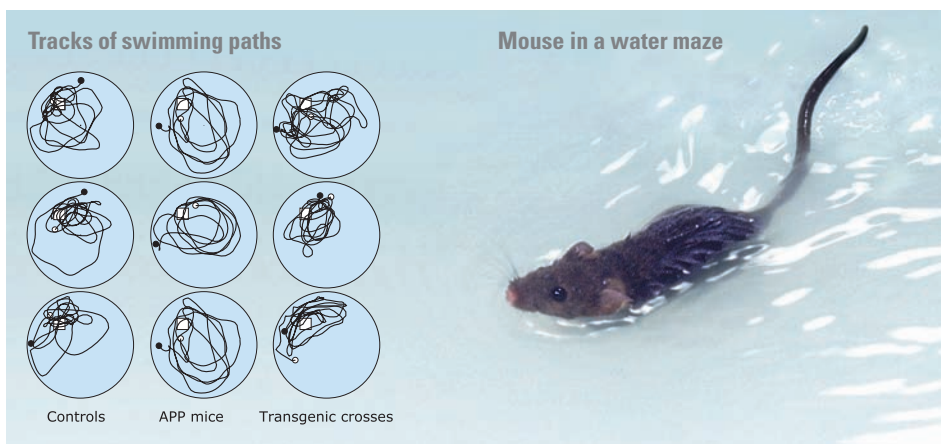 Tracks of swimming paths
Mouse in a water maze
Controls
APP mice
Transgenic crosses